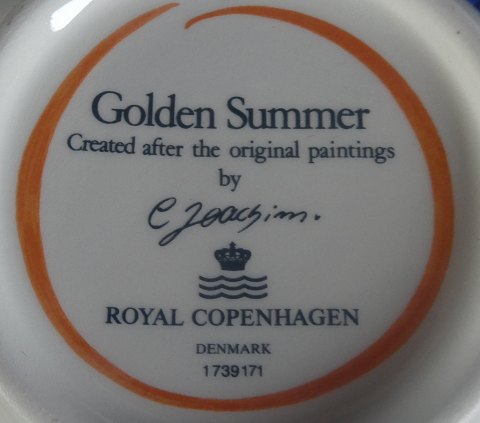 Golden Summer
Created after the original paintings
by
C Joachim.
ROYAL COPENHAGEN
DENMARK
1739171